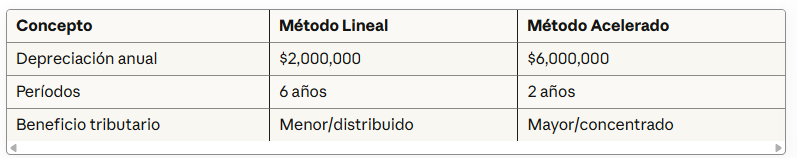 Concepto Método Lineal Método Acelerado
Depreciación anual $2,000,000 $6,000,000
Períodos 6 años 2 años
Beneficio tributario Menor/distribuido Mayor/concentrado